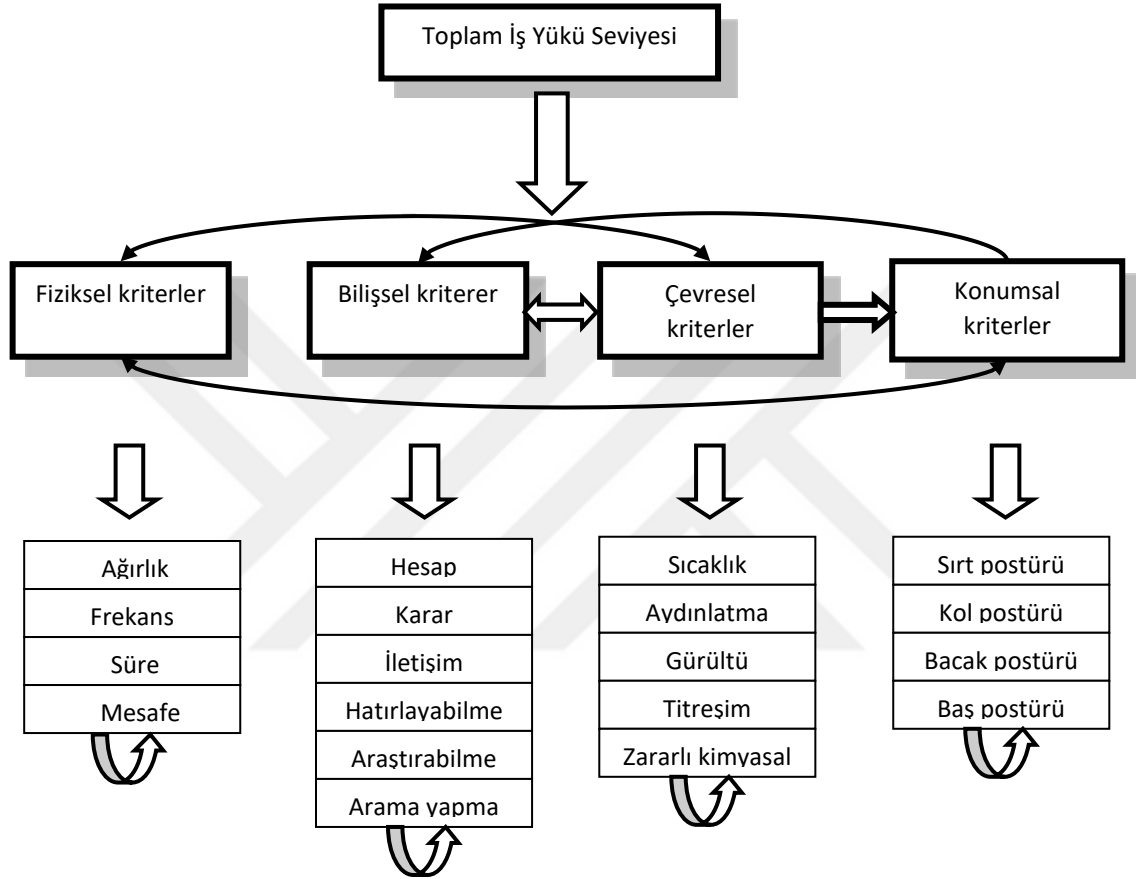 Toplam İş Yükü Seviyesi
Fiziksel kriterler
Bilişsel kriterer
Çevresel
kriterler
Konumsal
kriterler
Ağırlık
Frekans
Süre
Mesafe
Hesap
Karar
İletişim
Hatırlayabilme
Araştırabilme
Arama yapma
Sıcaklık
Aydınlatma
Gürültü
Titreşim
Zararlı kimyasal
Sırt postürü
Kol postürü
Bacak postürü
Baş postürü